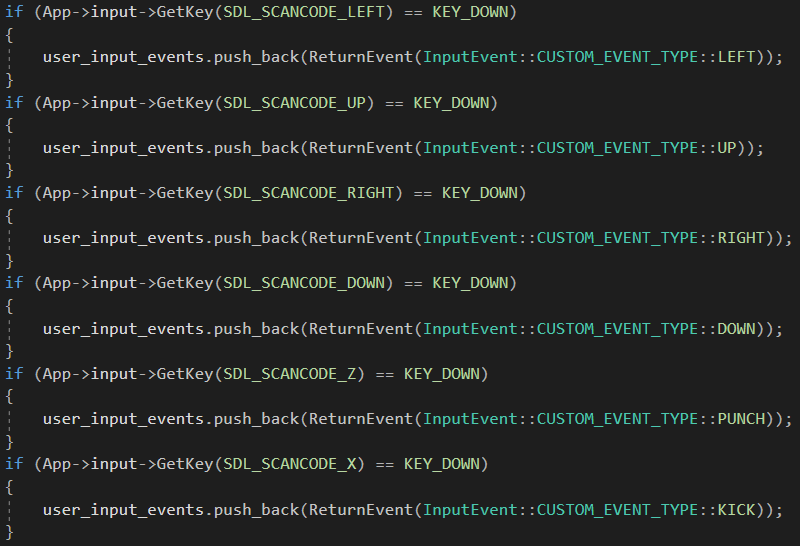 if (App->input->GetKey(SDL_SCANCODE_LEFT) == KEY_DOWN)
{
    user_input_events.push_back(ReturnEvent(InputEvent::CUSTOM_EVENT_TYPE::LEFT));
}
if (App->input->GetKey(SDL_SCANCODE_UP) == KEY_DOWN)
{
    user_input_events.push_back(ReturnEvent(InputEvent::CUSTOM_EVENT_TYPE::UP));
}
if (App->input->GetKey(SDL_SCANCODE_RIGHT) == KEY_DOWN)
{
    user_input_events.push_back(ReturnEvent(InputEvent::CUSTOM_EVENT_TYPE::RIGHT));
}
if (App->input->GetKey(SDL_SCANCODE_DOWN) == KEY_DOWN)
{
    user_input_events.push_back(ReturnEvent(InputEvent::CUSTOM_EVENT_TYPE::DOWN));
}
if (App->input->GetKey(SDL_SCANCODE_Z) == KEY_DOWN)
{
    user_input_events.push_back(ReturnEvent(InputEvent::CUSTOM_EVENT_TYPE::PUNCH));
}
if (App->input->GetKey(SDL_SCANCODE_X) == KEY_DOWN)
{
    user_input_events.push_back(ReturnEvent(InputEvent::CUSTOM_EVENT_TYPE::KICK));
}